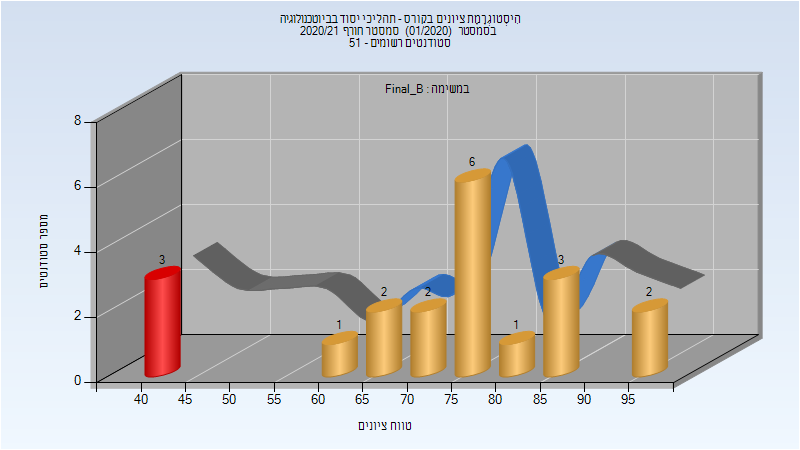 היסטוגרמת ציונים בקורס - תהליכי יסוד בביוטכנולוגיה
בסמסטר (01/2020) סמסטר חורף 2020/21
סטודנטים רשומים - 51
במשימה : Final_B
מספר סטודנטים
8
6
4
2
0
3
1
2
2
6
1
3
2
40 45 50 55 60 65 70 75 80 85 90 95
טווח ציונים